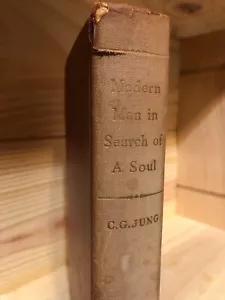 Modern
Man in
Search of
A Soul
C.G.JUNG